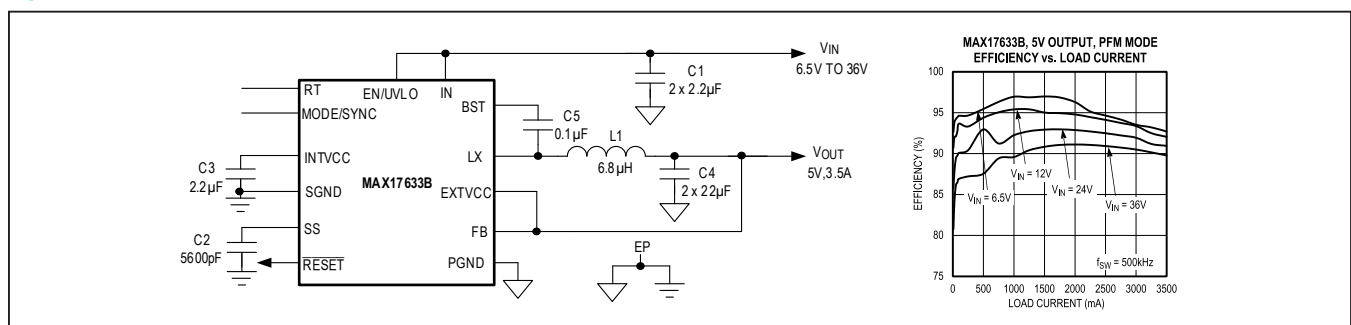 RT
MODE/SYNC
EN/UVLO
IN
BST
C5
0.1µF
C1
2 x 2.2µF
VIN
6.5V TO 36V
C3
2.2µF
INTVCC
SGND
MAX17633B
LX
L1
6.8µH
VOUT
5V,3.5A
C4
2 x 22µF
EXTVCC
FB
C2
5600pF
SS
RESET
PGND
EP
MAX17633B, 5V OUTPUT, PFM MODE
EFFICIENCY vs. LOAD CURRENT
EFFICIENCY (%)
100
95
90
85
80
75
VIN = 6.5V
VIN = 12V
VIN = 24V
VIN = 36V
fSW = 500kHz
0 500 1000 1500 2000 2500 3000 3500
LOAD CURRENT (mA)